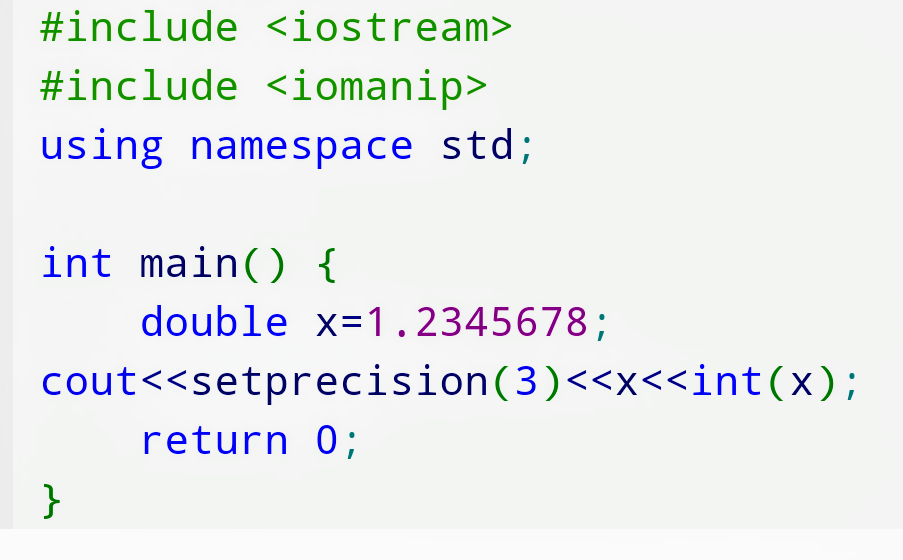 #include <iostream>
#include <iomanip>
using namespace std;
int main() {
double x=1.2345678;
cout<<setprecision(3)<<x<<int(x);
return 0;
}